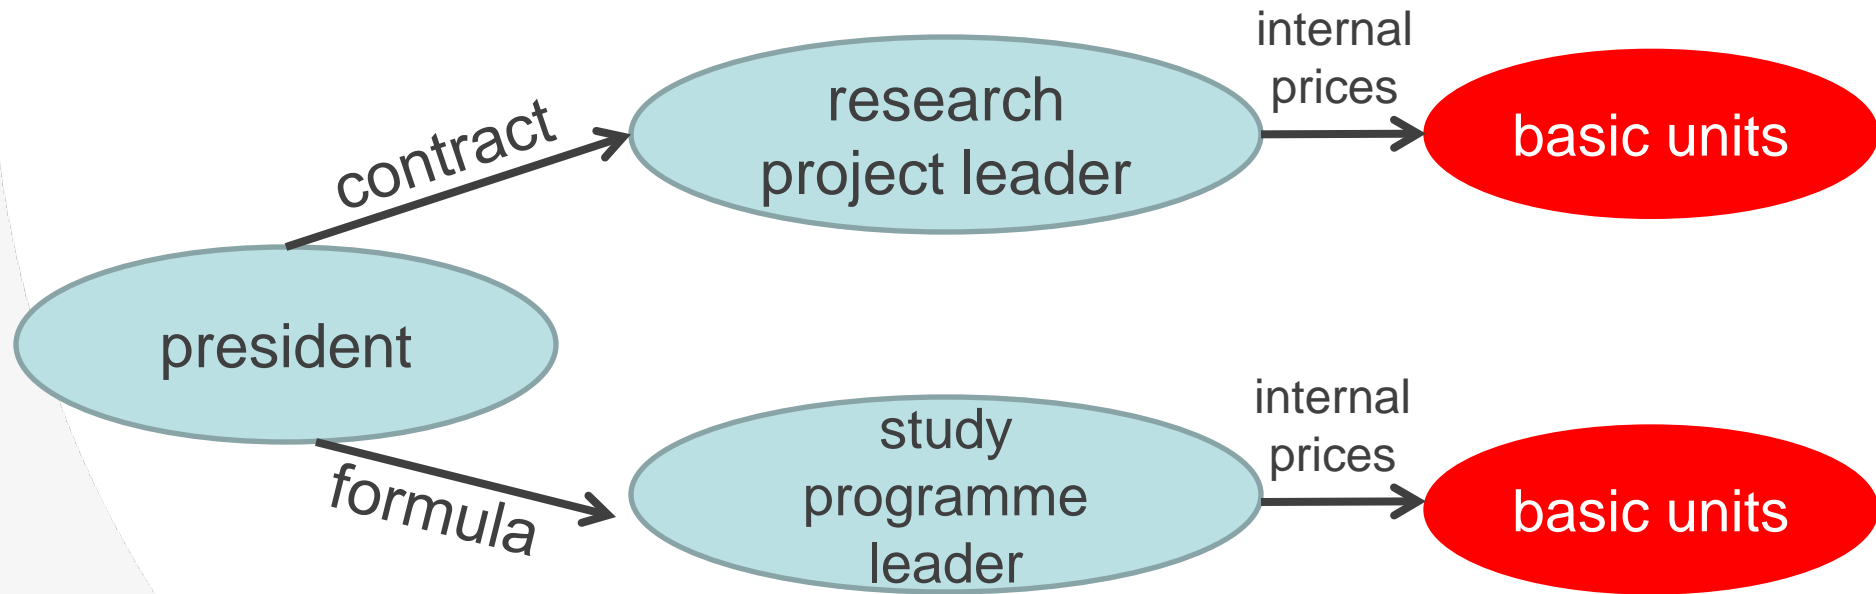 contract
research
project leader
internal
prices
basic units
president
formula
study
programme
leader
internal
prices
basic units